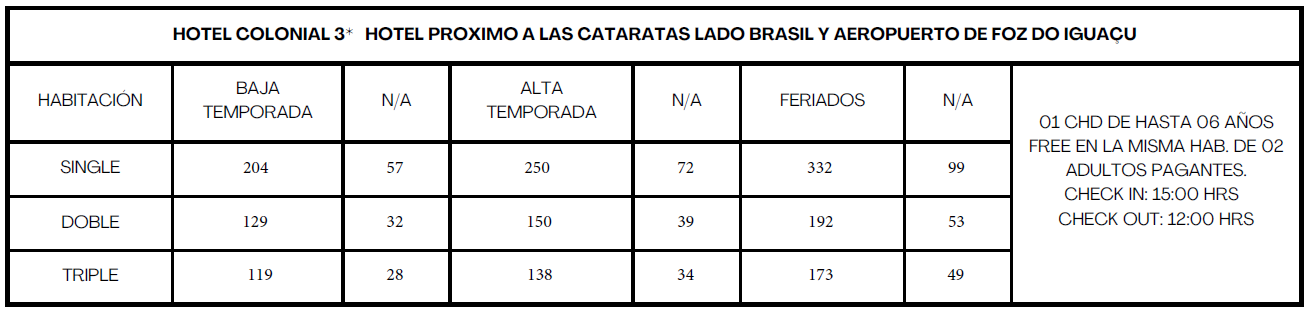 HOTEL COLONIAL 3* HOTEL PROXIMO A LAS CATARATAS LADO BRASIL Y AEROPUERTO DE FOZ DO IGUAÇU
HABITACIÓN BAJA TEMPORADA N/A ALTA TEMPORADA N/A FERIADOS N/A
SINGLE 204 57 250 72 332 99
DOBLE 129 32 150 39 192 53
TRIPLE 119 28 138 34 173 49
01 CHD DE HASTA 06 AÑOS
FREE EN LA MISMA HAB. DE 02
ADULTOS PAGANTES.
CHECK IN: 15:00 HRS
CHECK OUT: 12:00 HRS